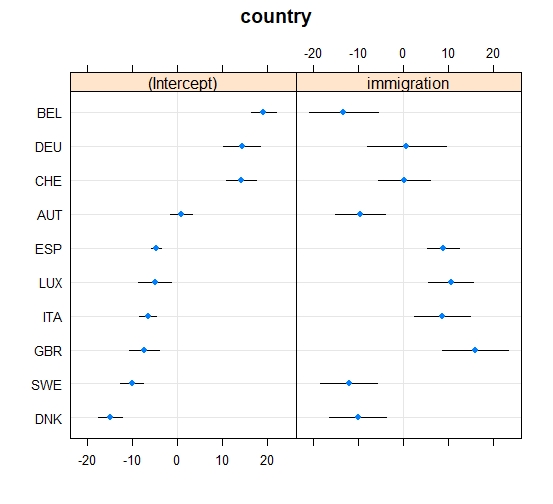 country
-20 -10 0 10 20
(Intercept) immigration
BEL
DEU
CHE
AUT
ESP
LUX
ITA
GBR
SWE
DNK
-20 -10 0 10 20